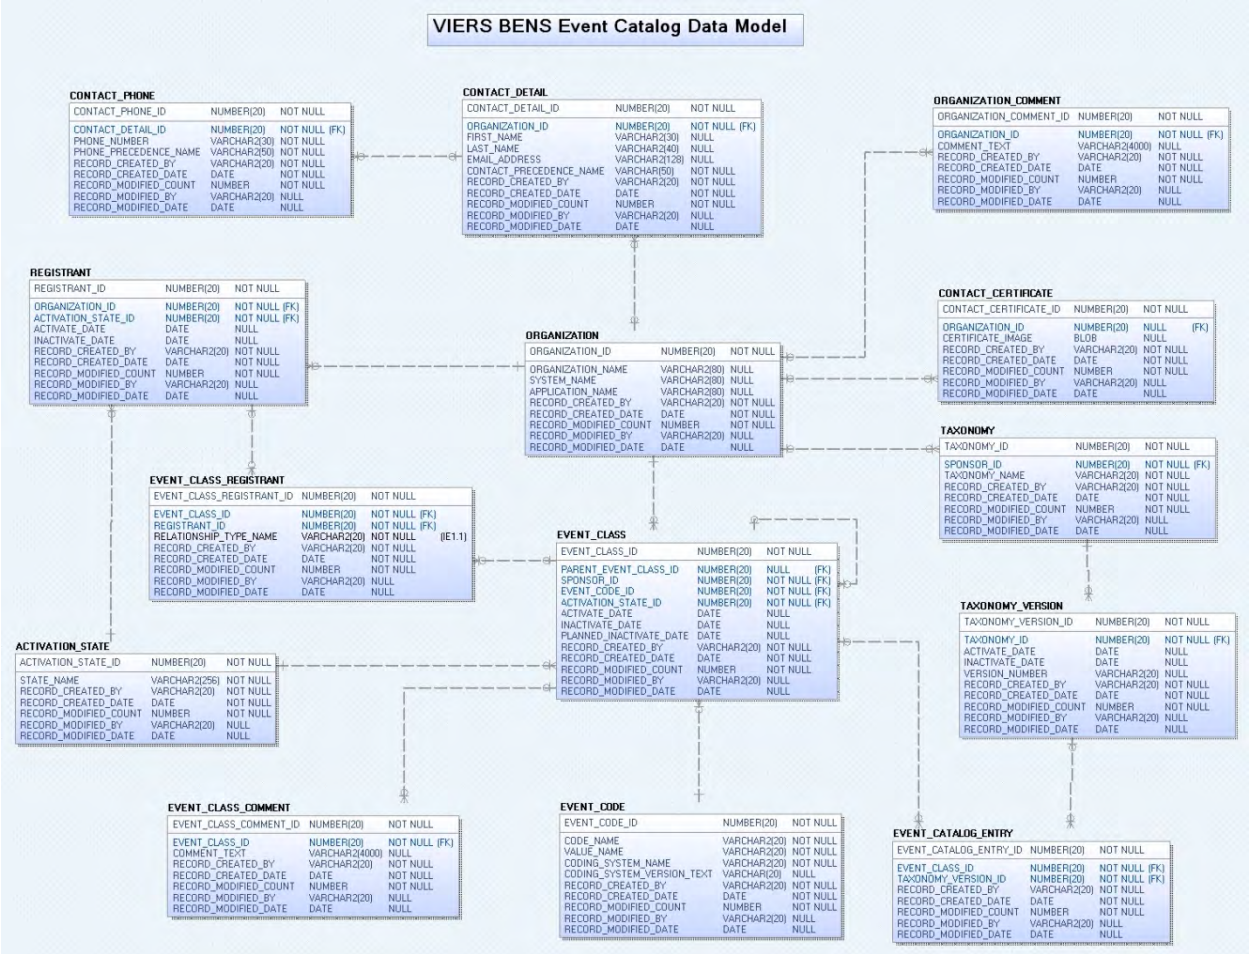 VIERS BENS Event Catalog Data Model
CONTACT_PHONE
CONTACT_PHONE_ID NUMBER(20) NOT NULL
CONTACT_DETAIL_ID NUMBER(20) NOT NULL (FK)
PHONE_NUMBER VARCHAR2(30) NOT NULL
PHONE_PRECEDENCE_NAME VARCHAR2(50) NOT NULL
RECORD_CREATED_BY VARCHAR2(20) NOT NULL
RECORD_CREATED_DATE DATE NOT NULL
RECORD_MODIFIED_COUNT NUMBER NOT NULL
RECORD_MODIFIED_BY VARCHAR2(20) NULL
RECORD_MODIFIED_DATE DATE NULL
CONTACT_DETAIL
CONTACT_DETAIL_ID NUMBER(20) NOT NULL
ORGANIZATION_ID NUMBER(20) NOT NULL (FK)
FIRST_NAME VARCHAR2(30) NULL
LAST_NAME VARCHAR2(40) NULL
EMAIL_ADDRESS VARCHAR2(128) NULL
CONTACT_PRECEDENCE_NAME VARCHAR(50) NULL
RECORD_CREATED_BY VARCHAR2(20) NOT NULL
RECORD_CREATED_DATE DATE NOT NULL
RECORD_MODIFIED_COUNT NUMBER NOT NULL
RECORD_MODIFIED_BY VARCHAR2(20) NULL
RECORD_MODIFIED_DATE DATE NULL
ORGANIZATION_COMMENT
ORGANIZATION_COMMENT_ID NUMBER(20) NOT NULL
ORGANIZATION_ID NUMBER(20) NOT NULL (FK)
COMMENT_TEXT VARCHAR2(4000) NULL
RECORD_CREATED_BY VARCHAR2(20) NOT NULL
RECORD_CREATED_DATE DATE NOT NULL
RECORD_MODIFIED_COUNT NUMBER NOT NULL
RECORD_MODIFIED_BY VARCHAR2(20) NULL
RECORD_MODIFIED_DATE DATE NULL
REGISTRANT
REGISTRANT_ID NUMBER(20) NOT NULL
ORGANIZATION_ID NUMBER(20) NOT NULL (FK)
ACTIVATION_STATE_ID NUMBER(20) NOT NULL (FK)
ACTIVATE_DATE DATE NULL
INACTIVATE_DATE DATE NULL
RECORD_CREATED_BY VARCHAR2(20) NOT NULL
RECORD_CREATED_DATE DATE NOT NULL
RECORD_MODIFIED_COUNT NUMBER NOT NULL
RECORD_MODIFIED_BY VARCHAR2(20) NULL
RECORD_MODIFIED_DATE DATE NULL
CONTACT_CERTIFICATE
CONTACT_CERTIFICATE_ID NUMBER(20) NOT NULL
ORGANIZATION_ID NUMBER(20) NULL (FK)
CERTIFICATE_IMAGE BLOB NULL
RECORD_CREATED_BY VARCHAR2(20) NOT NULL
RECORD_CREATED_DATE DATE NOT NULL
RECORD_MODIFIED_COUNT NUMBER NOT NULL
RECORD_MODIFIED_BY VARCHAR2(20) NULL
RECORD_MODIFIED_DATE DATE NULL
ORGANIZATION
ORGANIZATION_ID NUMBER(20) NOT NULL
ORGANIZATION_NAME VARCHAR2(80) NULL
SYSTEM_NAME VARCHAR2(80) NULL
APPLICATION_NAME VARCHAR2(80) NULL
RECORD_CREATED_BY VARCHAR2(20) NOT NULL
RECORD_CREATED_DATE DATE NOT NULL
RECORD_MODIFIED_COUNT NUMBER NOT NULL
RECORD_MODIFIED_BY VARCHAR2(20) NULL
RECORD_MODIFIED_DATE DATE NULL
TAXONOMY
TAXONOMY_ID NUMBER(20) NOT NULL
SPONSOR_ID NUMBER(20) NOT NULL (FK)
TAXONOMY_NAME VARCHAR2(20) NOT NULL
RECORD_CREATED_BY VARCHAR2(20) NOT NULL
RECORD_CREATED_DATE DATE NOT NULL
RECORD_MODIFIED_COUNT NUMBER NOT NULL
RECORD_MODIFIED_BY VARCHAR2(20) NULL
RECORD_MODIFIED_DATE DATE NULL
EVENT_CLASS_REGISTRANT
EVENT_CLASS_REGISTRANT_ID NUMBER(20) NOT NULL
EVENT_CLASS_ID NUMBER(20) NOT NULL (FK)
REGISTRANT_ID NUMBER(20) NOT NULL (FK)
RELATIONSHIP_TYPE_NAME VARCHAR2(20) NOT NULL (IE1.1)
RECORD_CREATED_BY VARCHAR2(20) NOT NULL
RECORD_CREATED_DATE DATE NOT NULL
RECORD_MODIFIED_COUNT NUMBER NOT NULL
RECORD_MODIFIED_BY VARCHAR2(20) NULL
RECORD_MODIFIED_DATE DATE NULL
EVENT_CLASS
EVENT_CLASS_ID NUMBER(20) NOT NULL
PARENT_EVENT_CLASS_ID NUMBER(20) NULL (FK)
SPONSOR_ID NUMBER(20) NOT NULL (FK)
EVENT_CODE_ID NUMBER(20) NOT NULL (FK)
ACTIVATION_STATE_ID NUMBER(20) NOT NULL (FK)
ACTIVATE_DATE DATE NULL
INACTIVATE_DATE DATE NULL
PLANNED_INACTIVATE_DATE DATE NULL
RECORD_CREATED_BY VARCHAR2(20) NOT NULL
RECORD_CREATED_DATE DATE NOT NULL
RECORD_MODIFIED_COUNT NUMBER NOT NULL
RECORD_MODIFIED_BY VARCHAR2(20) NULL
RECORD_MODIFIED_DATE DATE NULL
TAXONOMY_VERSION
TAXONOMY_VERSION_ID NUMBER(20) NOT NULL
TAXONOMY_ID NUMBER(20) NOT NULL (FK)
ACTIVATE_DATE DATE NULL
INACTIVATE_DATE DATE NULL
VERSION_NUMBER VARCHAR2(20) NULL
RECORD_CREATED_BY VARCHAR2(20) NOT NULL
RECORD_CREATED_DATE DATE NOT NULL
RECORD_MODIFIED_COUNT NUMBER NOT NULL
RECORD_MODIFIED_BY VARCHAR2(20) NULL
RECORD_MODIFIED_DATE DATE NULL
ACTIVATION_STATE
ACTIVATION_STATE_ID NUMBER(20) NOT NULL
STATE_NAME VARCHAR2(256) NOT NULL
RECORD_CREATED_BY VARCHAR2(20) NOT NULL
RECORD_CREATED_DATE DATE NOT NULL
RECORD_MODIFIED_COUNT NUMBER NOT NULL
RECORD_MODIFIED_BY VARCHAR2(20) NULL
RECORD_MODIFIED_DATE DATE NULL
EVENT_CLASS_COMMENT
EVENT_CLASS_COMMENT_ID NUMBER(20) NOT NULL
EVENT_CLASS_ID NUMBER(20) NOT NULL (FK)
COMMENT_TEXT VARCHAR2(4000) NULL
RECORD_CREATED_BY VARCHAR2(20) NOT NULL
RECORD_CREATED_DATE DATE NOT NULL
RECORD_MODIFIED_COUNT NUMBER NOT NULL
RECORD_MODIFIED_BY VARCHAR2(20) NULL
RECORD_MODIFIED_DATE DATE NULL
EVENT_CODE
EVENT_CODE_ID NUMBER(20) NOT NULL
CODE_NAME VARCHAR2(20) NOT NULL
VALUE_NAME VARCHAR2(20) NOT NULL
CODING_SYSTEM_NAME VARCHAR2(20) NOT NULL
CODING_SYSTEM_VERSION_TEXT VARCHAR(20) NULL
RECORD_CREATED_BY VARCHAR2(20) NOT NULL
RECORD_CREATED_DATE DATE NOT NULL
RECORD_MODIFIED_COUNT NUMBER NOT NULL
RECORD_MODIFIED_BY VARCHAR2(20) NULL
RECORD_MODIFIED_DATE DATE NULL
EVENT_CATALOG_ENTRY
EVENT_CATALOG_ENTRY_ID NUMBER(20) NOT NULL
EVENT_CLASS_ID NUMBER(20) NOT NULL (FK)
TAXONOMY_VERSION_ID NUMBER(20) NOT NULL (FK)
RECORD_CREATED_BY VARCHAR2(20) NOT NULL
RECORD_CREATED_DATE DATE NOT NULL
RECORD_MODIFIED_COUNT NUMBER NOT NULL
RECORD_MODIFIED_BY VARCHAR2(20) NULL
RECORD_MODIFIED_DATE DATE NULL